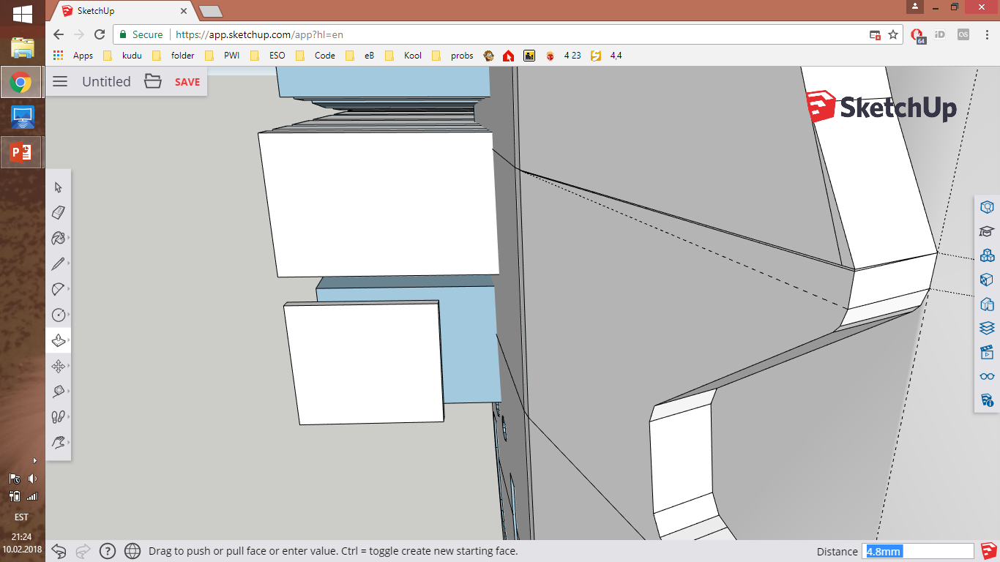 SketchUp
Secure https://app.sketchup.com/app?hl=en
64 iD OS
Apps kudu folder PWI ESO Code eB Kool probs 4 23 4,4
Untitled SAVE
SketchUp
P
EST
21:24
10.02.2018
Drag to push or pull face or enter value. Ctrl = toggle create new starting face.
Distance 4.8mm